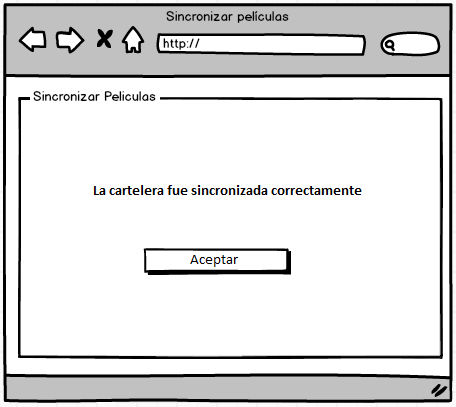 Sincronizar películas
http://
Sincronizar Peliculas
La cartelera fue sincronizada correctamente
Aceptar